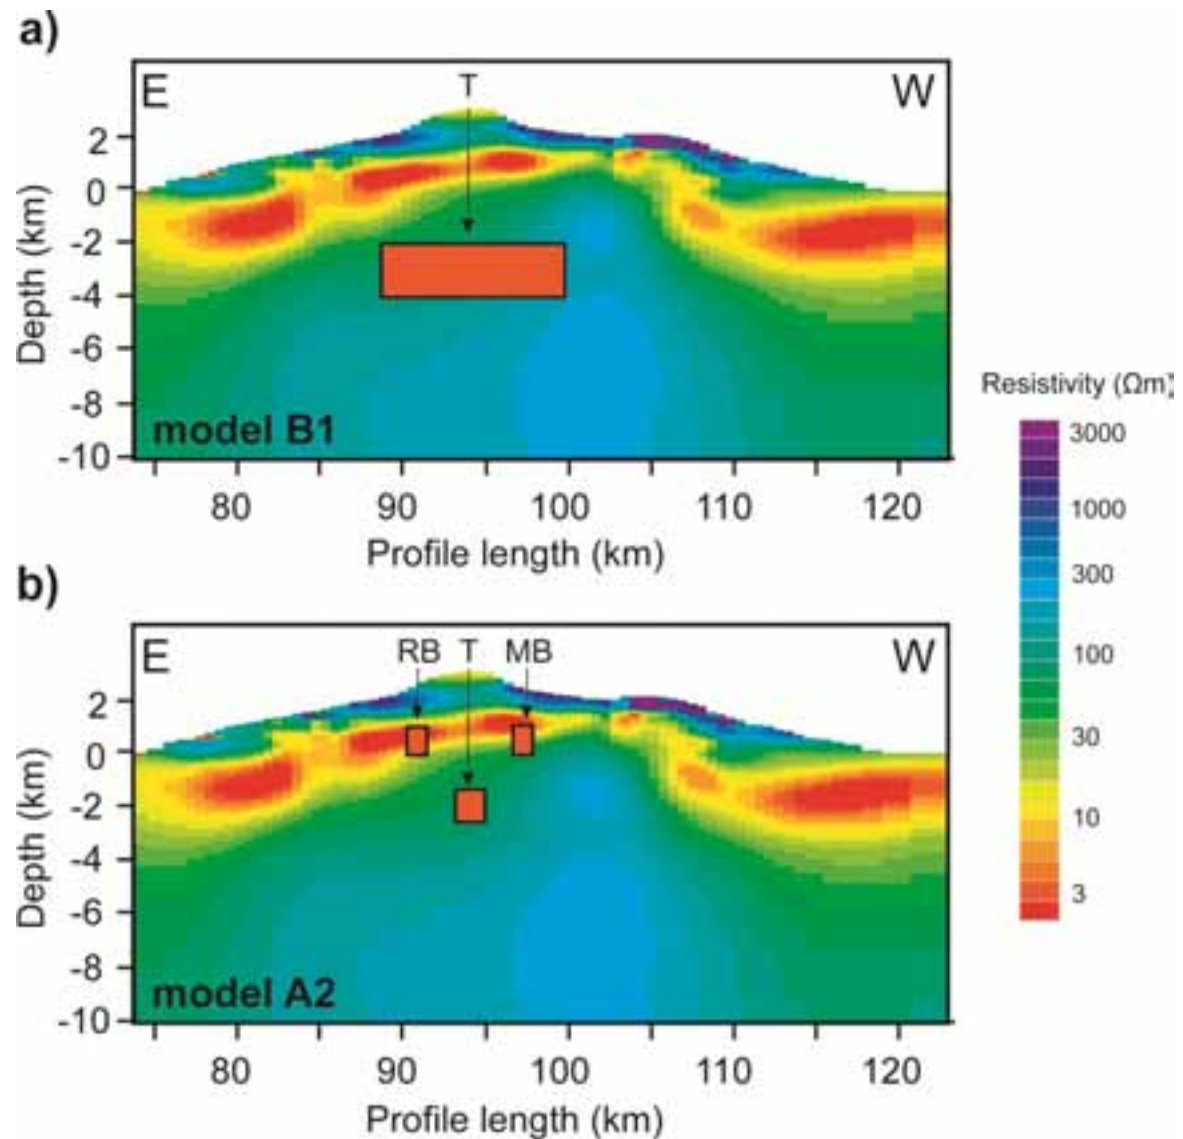 a)
E T W
2
0
-2
-4
-6
-8
-10
Depth (km)
model B1
80 90 100 110 120
Profile length (km)
b)
E RB T MB W
2
0
-2
-4
-6
-8
-10
Depth (km)
model A2
80 90 100 110 120
Profile length (km)
Resistivity (Ωm)
3000
1000
300
100
30
10
3